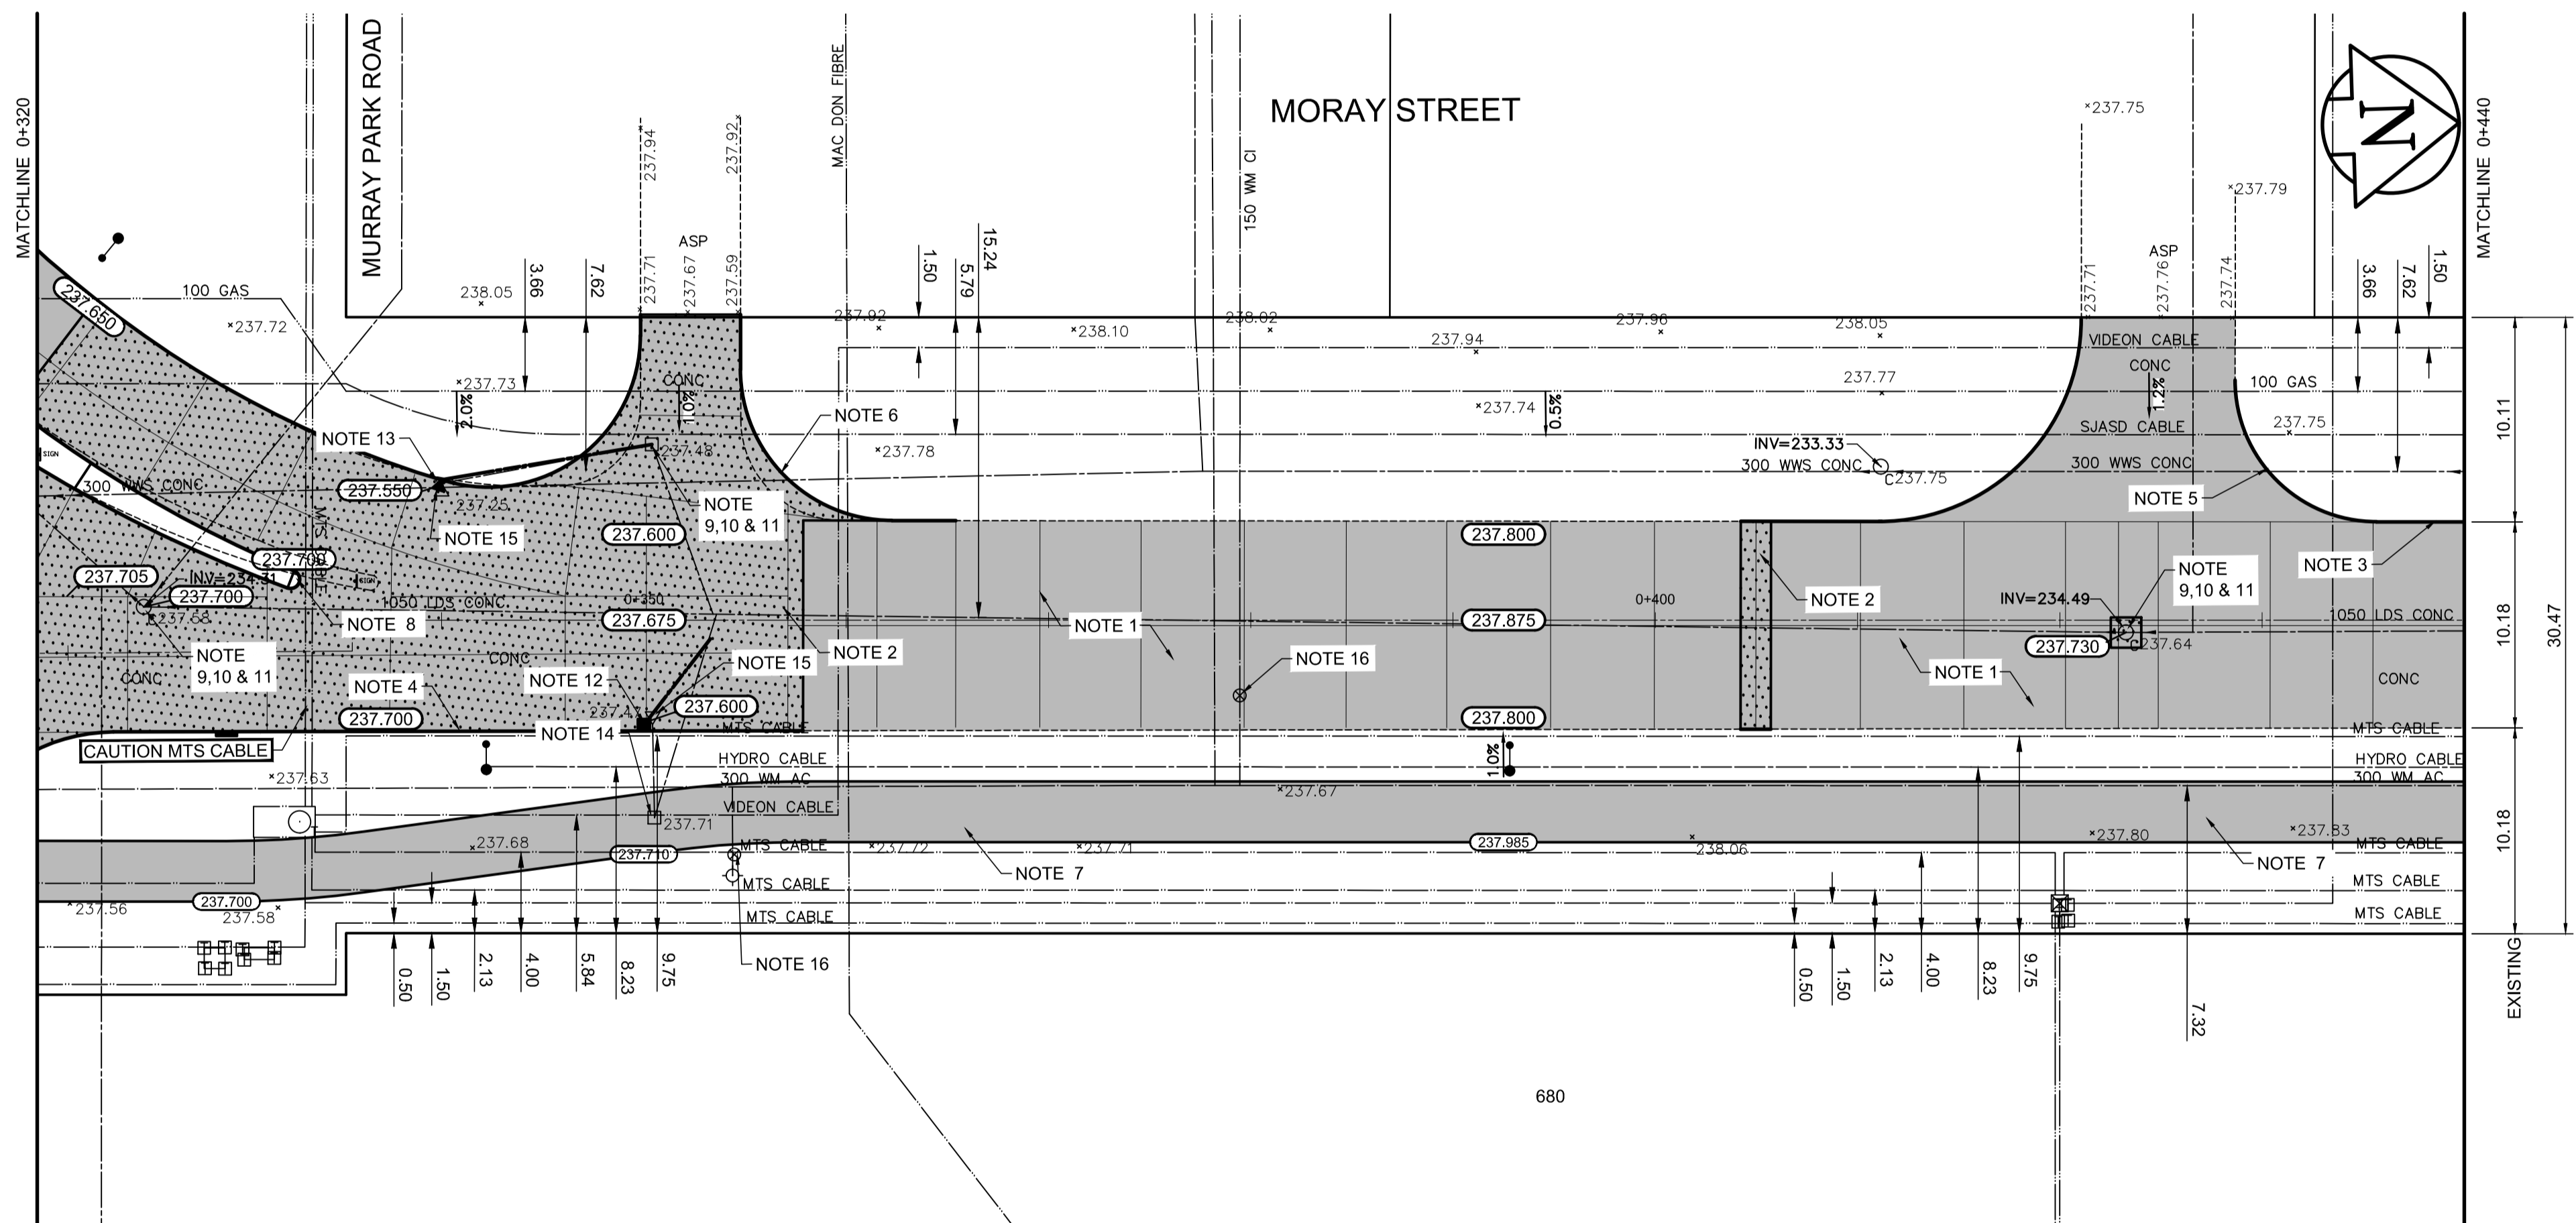 MATCHLINE 0+320
MURRAY PARK ROAD
MAC DON FIBRE
MORAY STREET
150 WM CI
N
MATCHLINE 0+440
237.94
237.92
237.75
237.79
ASP
237.71
237.67
237.59
ASP
237.71
237.76
237.74
3.66
7.62
1.50
5.79
15.24
3.66
7.62
1.50
237.650
100 GAS
238.05
237.72
237.92
238.10
238.02
237.94
237.96
238.05
VIDEON CABLE
CONC
1.2%
237.73
2.0%
CONC
1.0%
237.77
100 GAS
237.74
0.5%
NOTE 6
SJASD CABLE
237.75
NOTE 13
237.48
237.78
INV=233.33
300 WWS CONC
C237.75
300 WWS CONC
SIGN
300 WWS CONC
237.550
237.25
NOTE 5
NOTE
9,10 & 11
NOTE 15
237.600
237.800
MTS CABLE
237.700
NOTE 3
NOTE
9,10 & 11
237.705
INV=234.31
SIGN
237.700
237.58
1050 LDS CONC
0+350
237.675
NOTE 1
237.875
0+400
NOTE 2
INV=234.49
1050 LDS CONC
NOTE 8
237.730
C237.64
NOTE
9,10 & 11
CONC
CONC
NOTE 15
NOTE 2
NOTE 16
NOTE 1
CONC
NOTE 4
NOTE 12
237.700
237.47
237.600
237.800
NOTE 14
MTS CABLE
MTS CABLE
CAUTION MTS CABLE
HYDRO CABLE
1.0%
HYDRO CABLE
237.63
300 WM AC
300 WM AC
237.67
VIDEON CABLE
237.71
237.68
237.710
MTS CABLE
237.72
237.71
237.985
238.06
237.80
237.83
MTS CABLE
NOTE 7
NOTE 7
MTS CABLE
MTS CABLE
237.56
237.700
237.58
MTS CABLE
MTS CABLE
0.50
1.50
2.13
4.00
5.84
8.23
9.75
NOTE 16
0.50
1.50
2.13
4.00
8.23
9.75
7.32
10.11
10.18
10.18
30.47
EXISTING
680